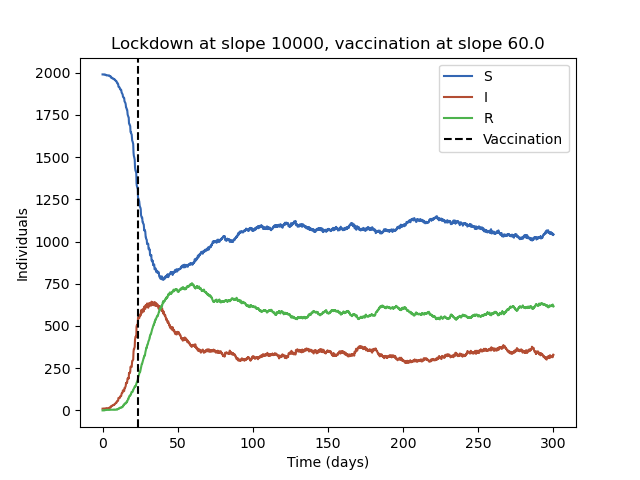 Lockdown at slope 10000, vaccination at slope 60.0
S
I
R
Vaccination
2000
1750
1500
1250
1000
750
500
250
0
Individuals
0 50 100 150 200 250 300
Time (days)